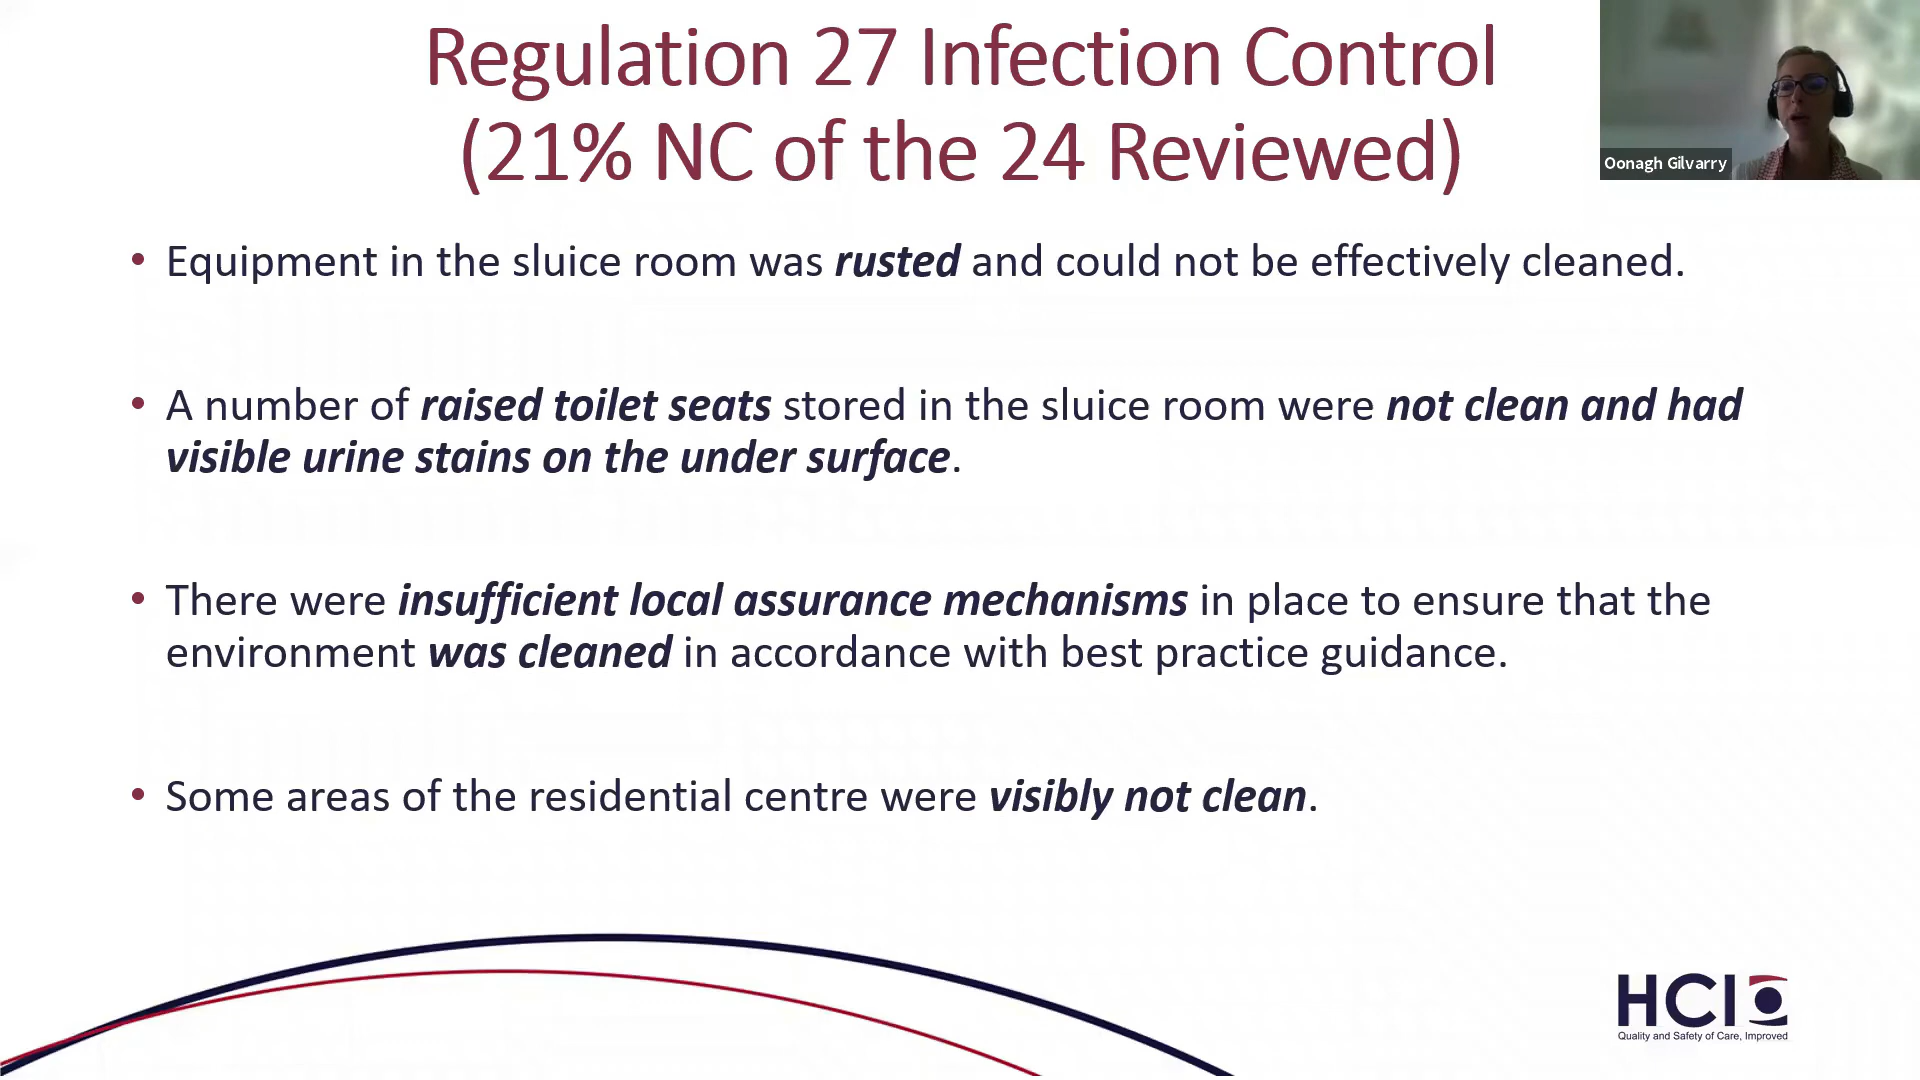 Regulation 27 Infection Control
(21% NC of the 24 Reviewed)
Oonagh Gilvarry
• Equipment in the sluice room was rusted and could not be effectively cleaned.
• A number of raised toilet seats stored in the sluice room were not clean and had
visible urine stains on the under surface.
• There were insufficient local assurance mechanisms in place to ensure that the
environment was cleaned in accordance with best practice guidance.
• Some areas of the residential centre were visibly not clean.
HCI
Quality and Safety of Care, Improved